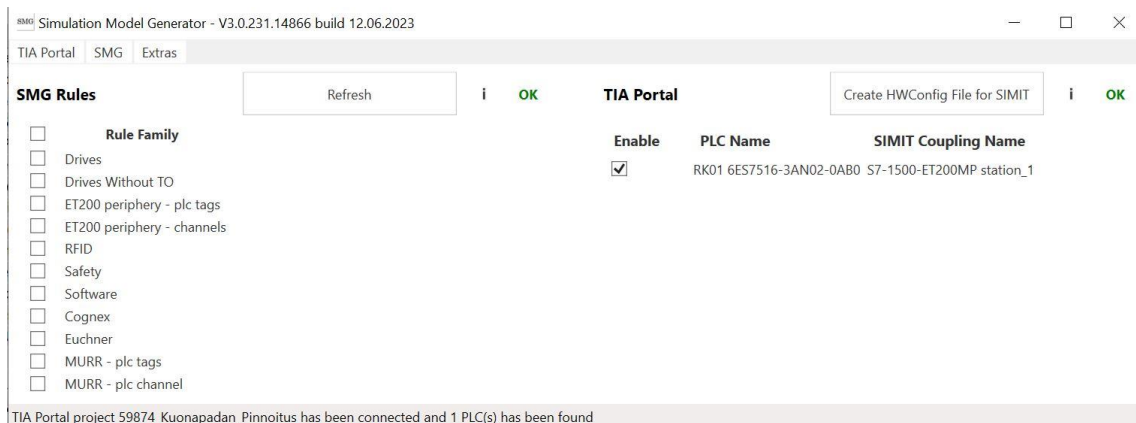 SMG Simulation Model Generator - V3.0.231.14866 build 12.06.2023
TIA Portal SMG Extras
SMG Rules Refresh i OK TIA Portal Create HWConfig File for SIMIT i OK
Rule Family
Drives
Drives Without TO
ET200 periphery - plc tags
ET200 periphery - channels
RFID
Safety
Software
Cognex
Euchner
MURR - plc tags
MURR - plc channel
Enable PLC Name SIMIT Coupling Name
RK01 6ES7516-3AN02-0AB0 S7-1500-ET200MP station_1
TIA Portal project 59874_Kuonapadan_Pinnoitus has been connected and 1 PLC(s) has been found